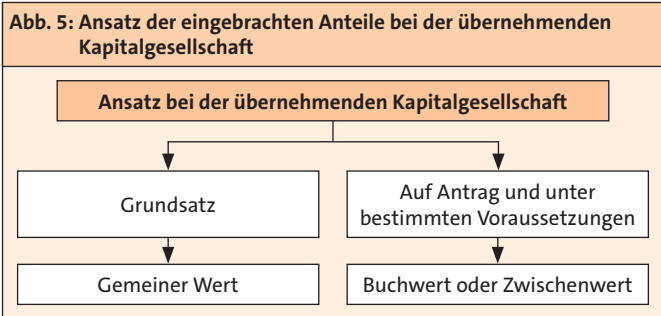 Abb. 5: Ansatz der eingebrachten Anteile bei der übernehmenden
Kapitalgesellschaft
Ansatz bei der übernehmenden Kapitalgesellschaft
Grundsatz
Auf Antrag und unter
bestimmten Voraussetzungen
Gemeiner Wert
Buchwert oder Zwischenwert